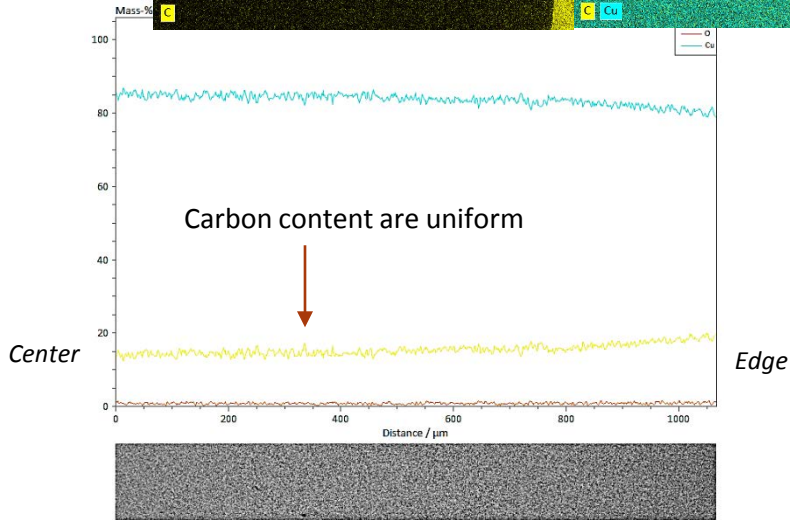 C
C Cu
Mass-%
O
Cu
100
80
60
40
20
0
Carbon content are uniform
Center
Edge
0 200 400 600 800 1000
Distance / µm